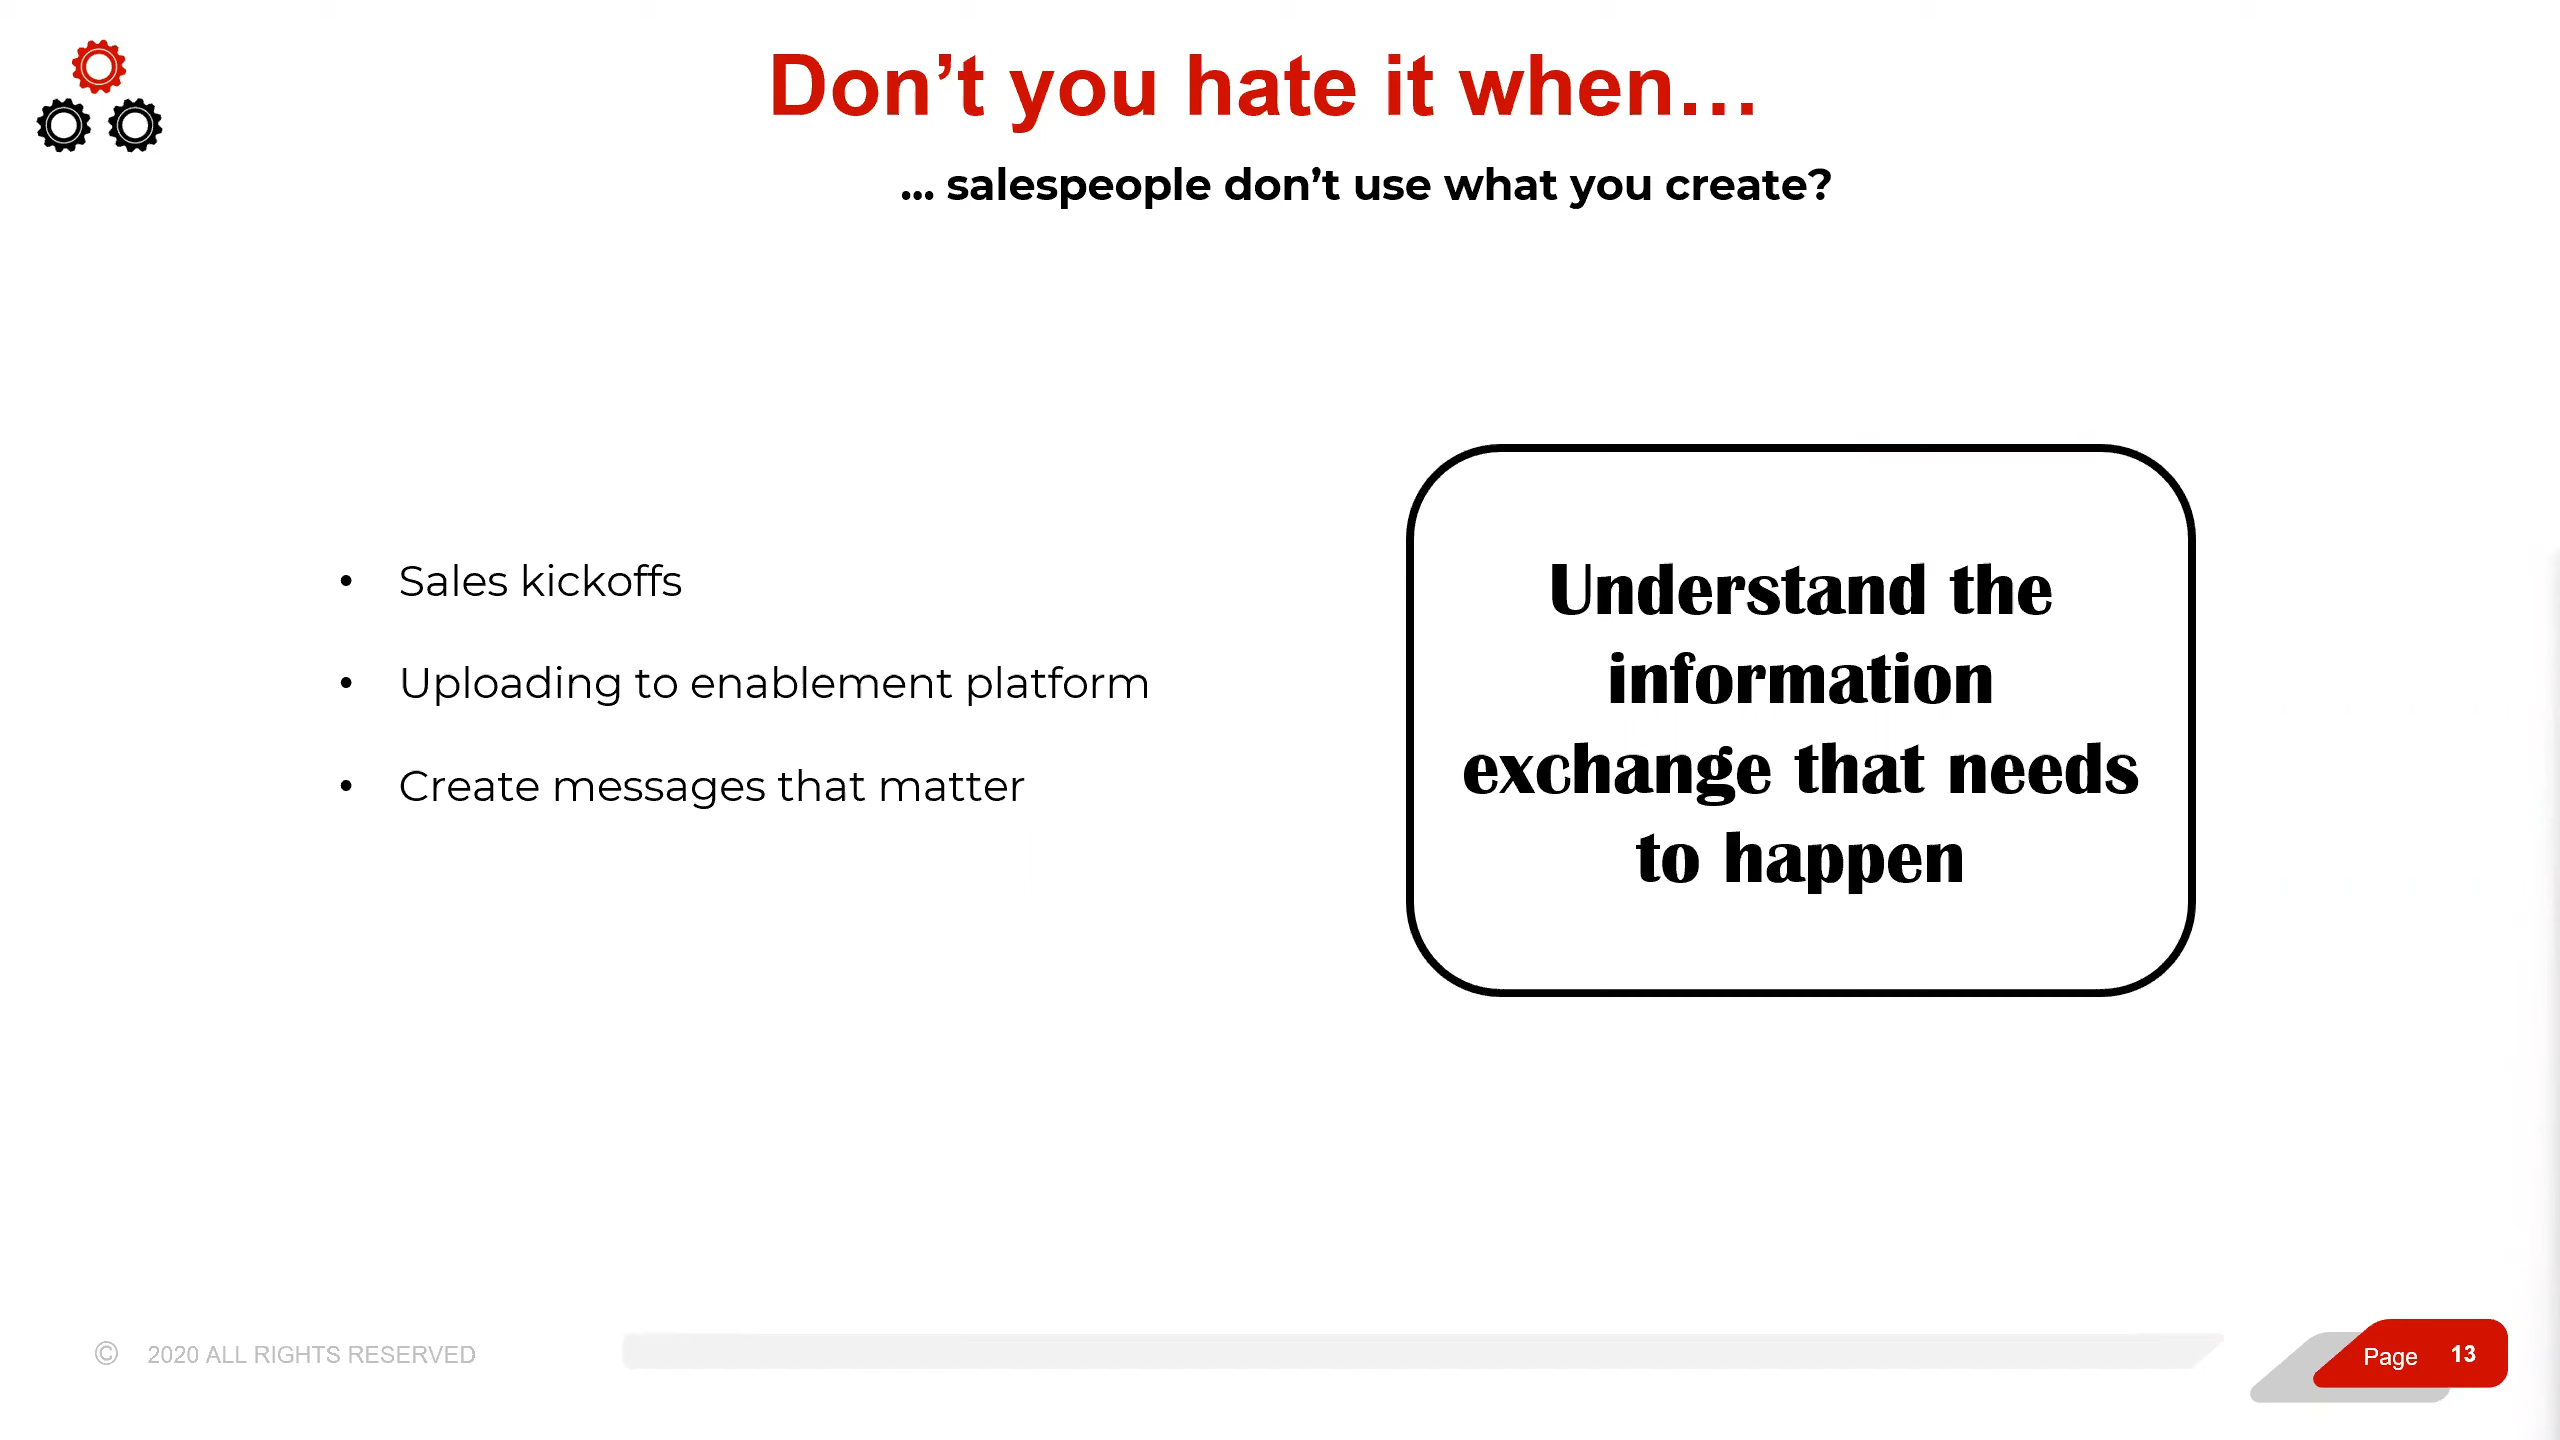 Don’t you hate it when…
... salespeople don’t use what you create?
• Sales kickoffs
• Uploading to enablement platform
• Create messages that matter
Understand the
information
exchange that needs
to happen
© 2020 ALL RIGHTS RESERVED
Page 13